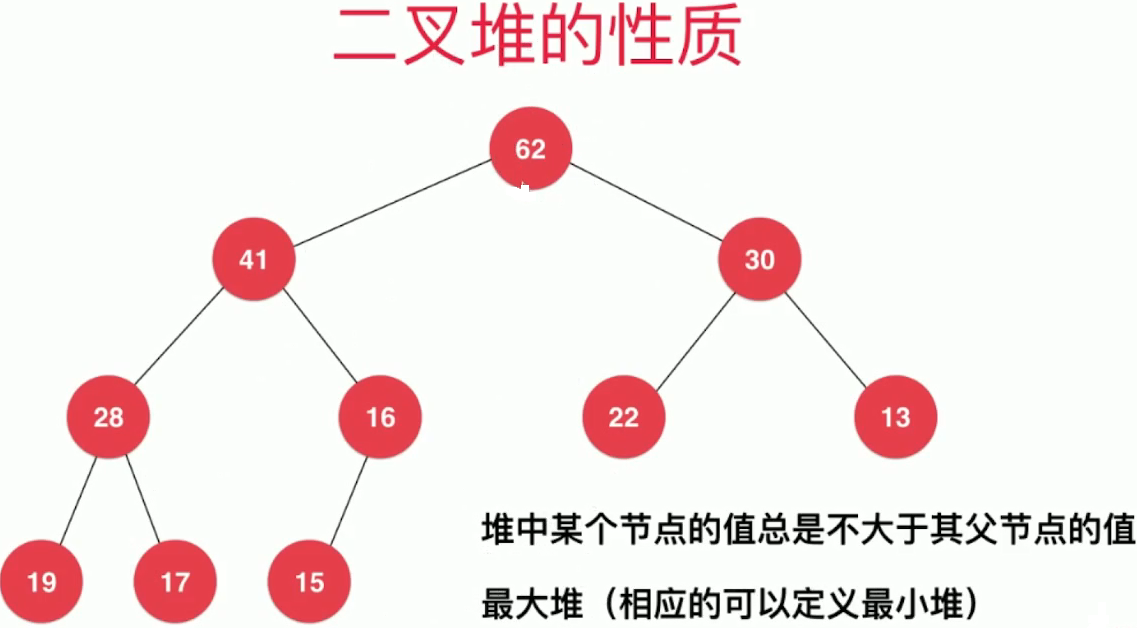 二叉堆的性质
62
41 30
28 16 22 13
19 17 15
堆中某个节点的值总是不大于其父节点的值
最大堆（相应的可以定义最小堆）